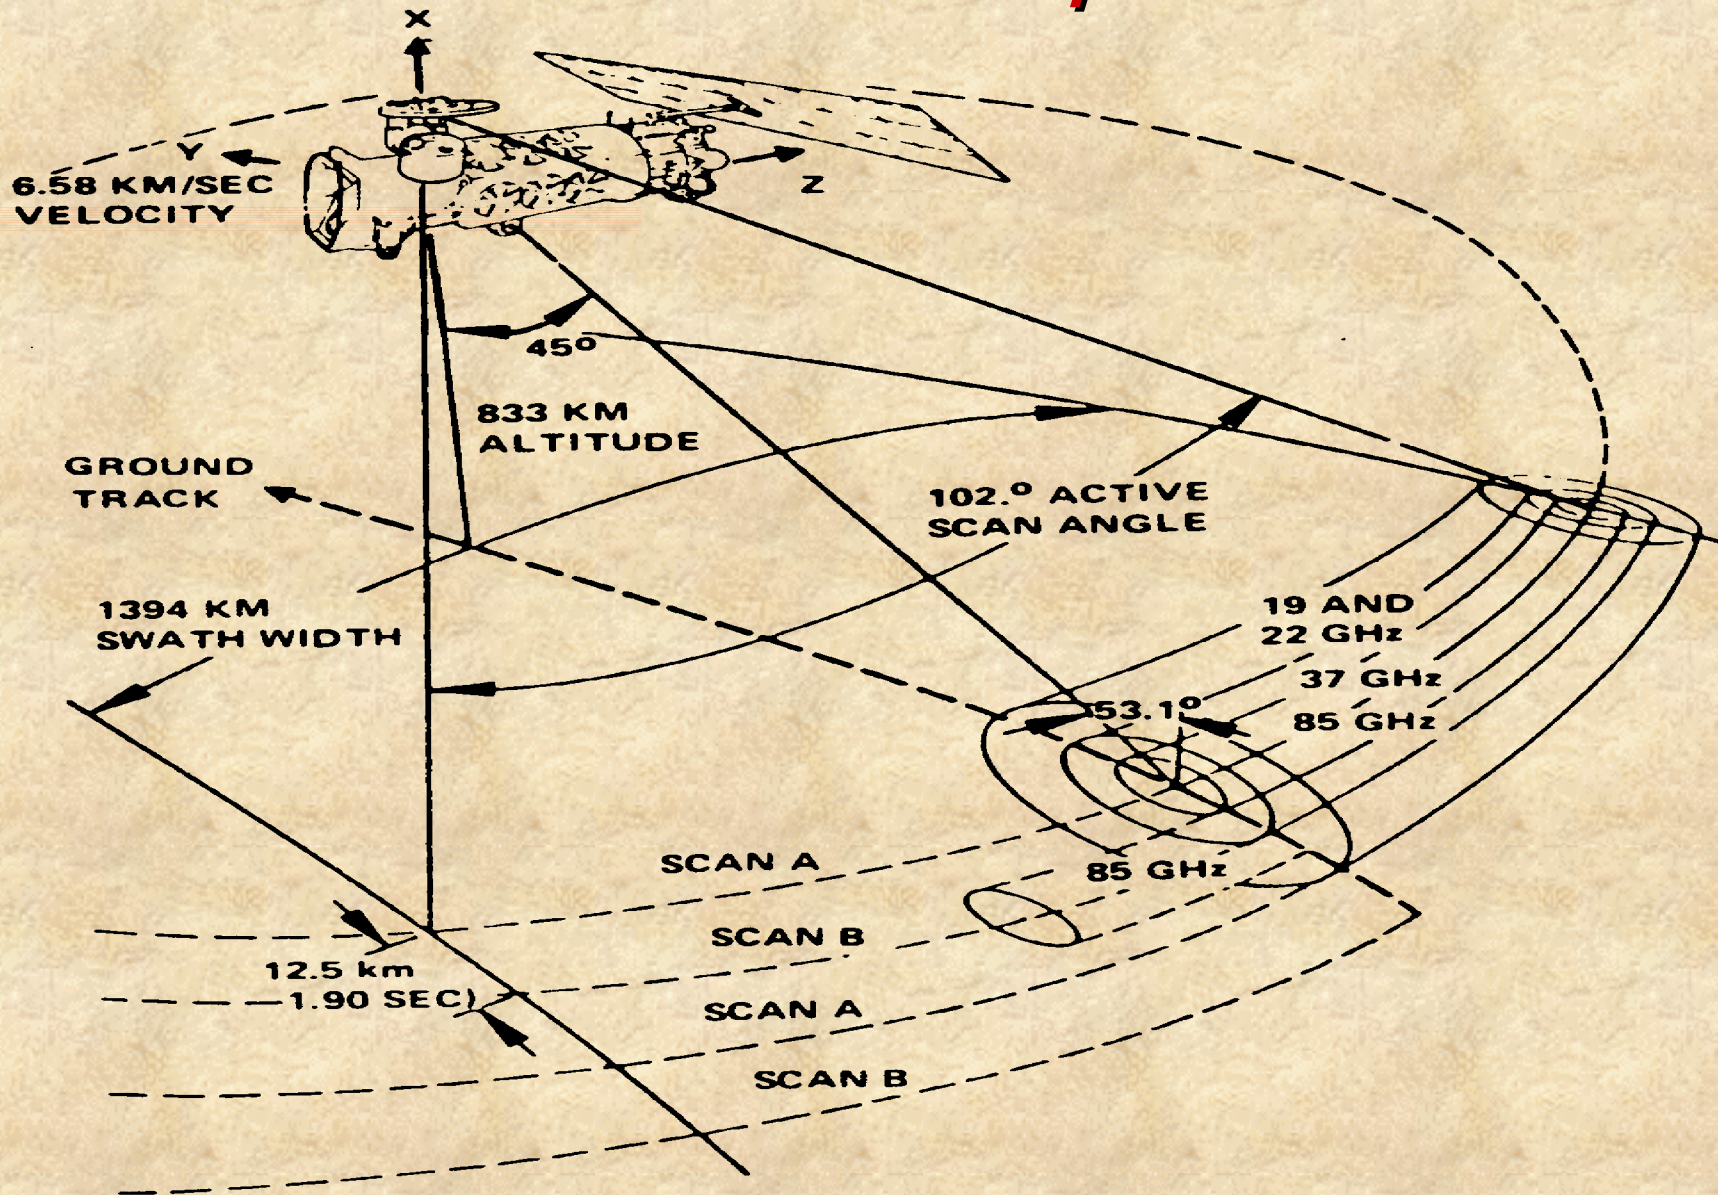 X
Y
Z
6.58 KM/SEC
VELOCITY
45°
833 KM
ALTITUDE
GROUND
TRACK
102.° ACTIVE
SCAN ANGLE
1394 KM
SWATH WIDTH
19 AND
22 GHz
37 GHz
53.1°
85 GHz
SCAN A
85 GHz
SCAN B
12.5 km
1.90 SEC)
SCAN A
SCAN B